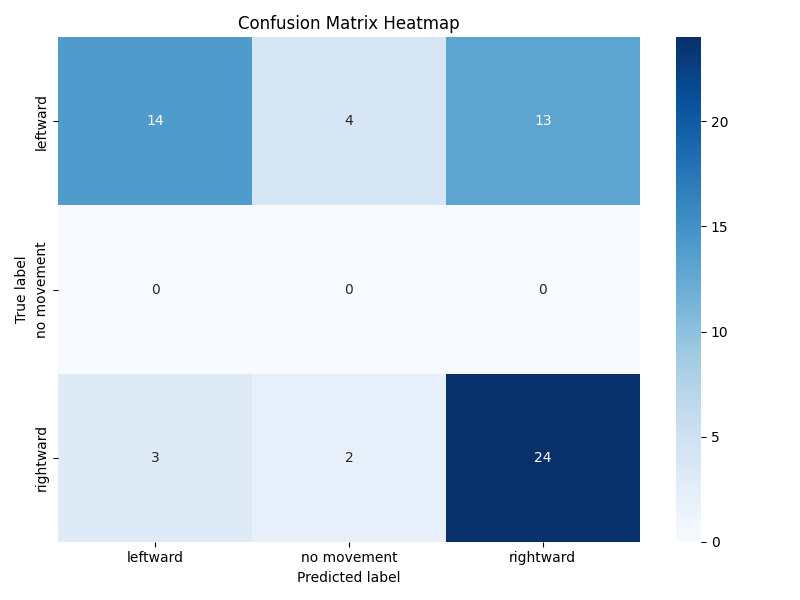 Confusion Matrix Heatmap
True label
leftward
14 4 13
no movement
0 0 0
rightward
3 2 24
leftward no movement rightward
Predicted label
20
15
10
5
0